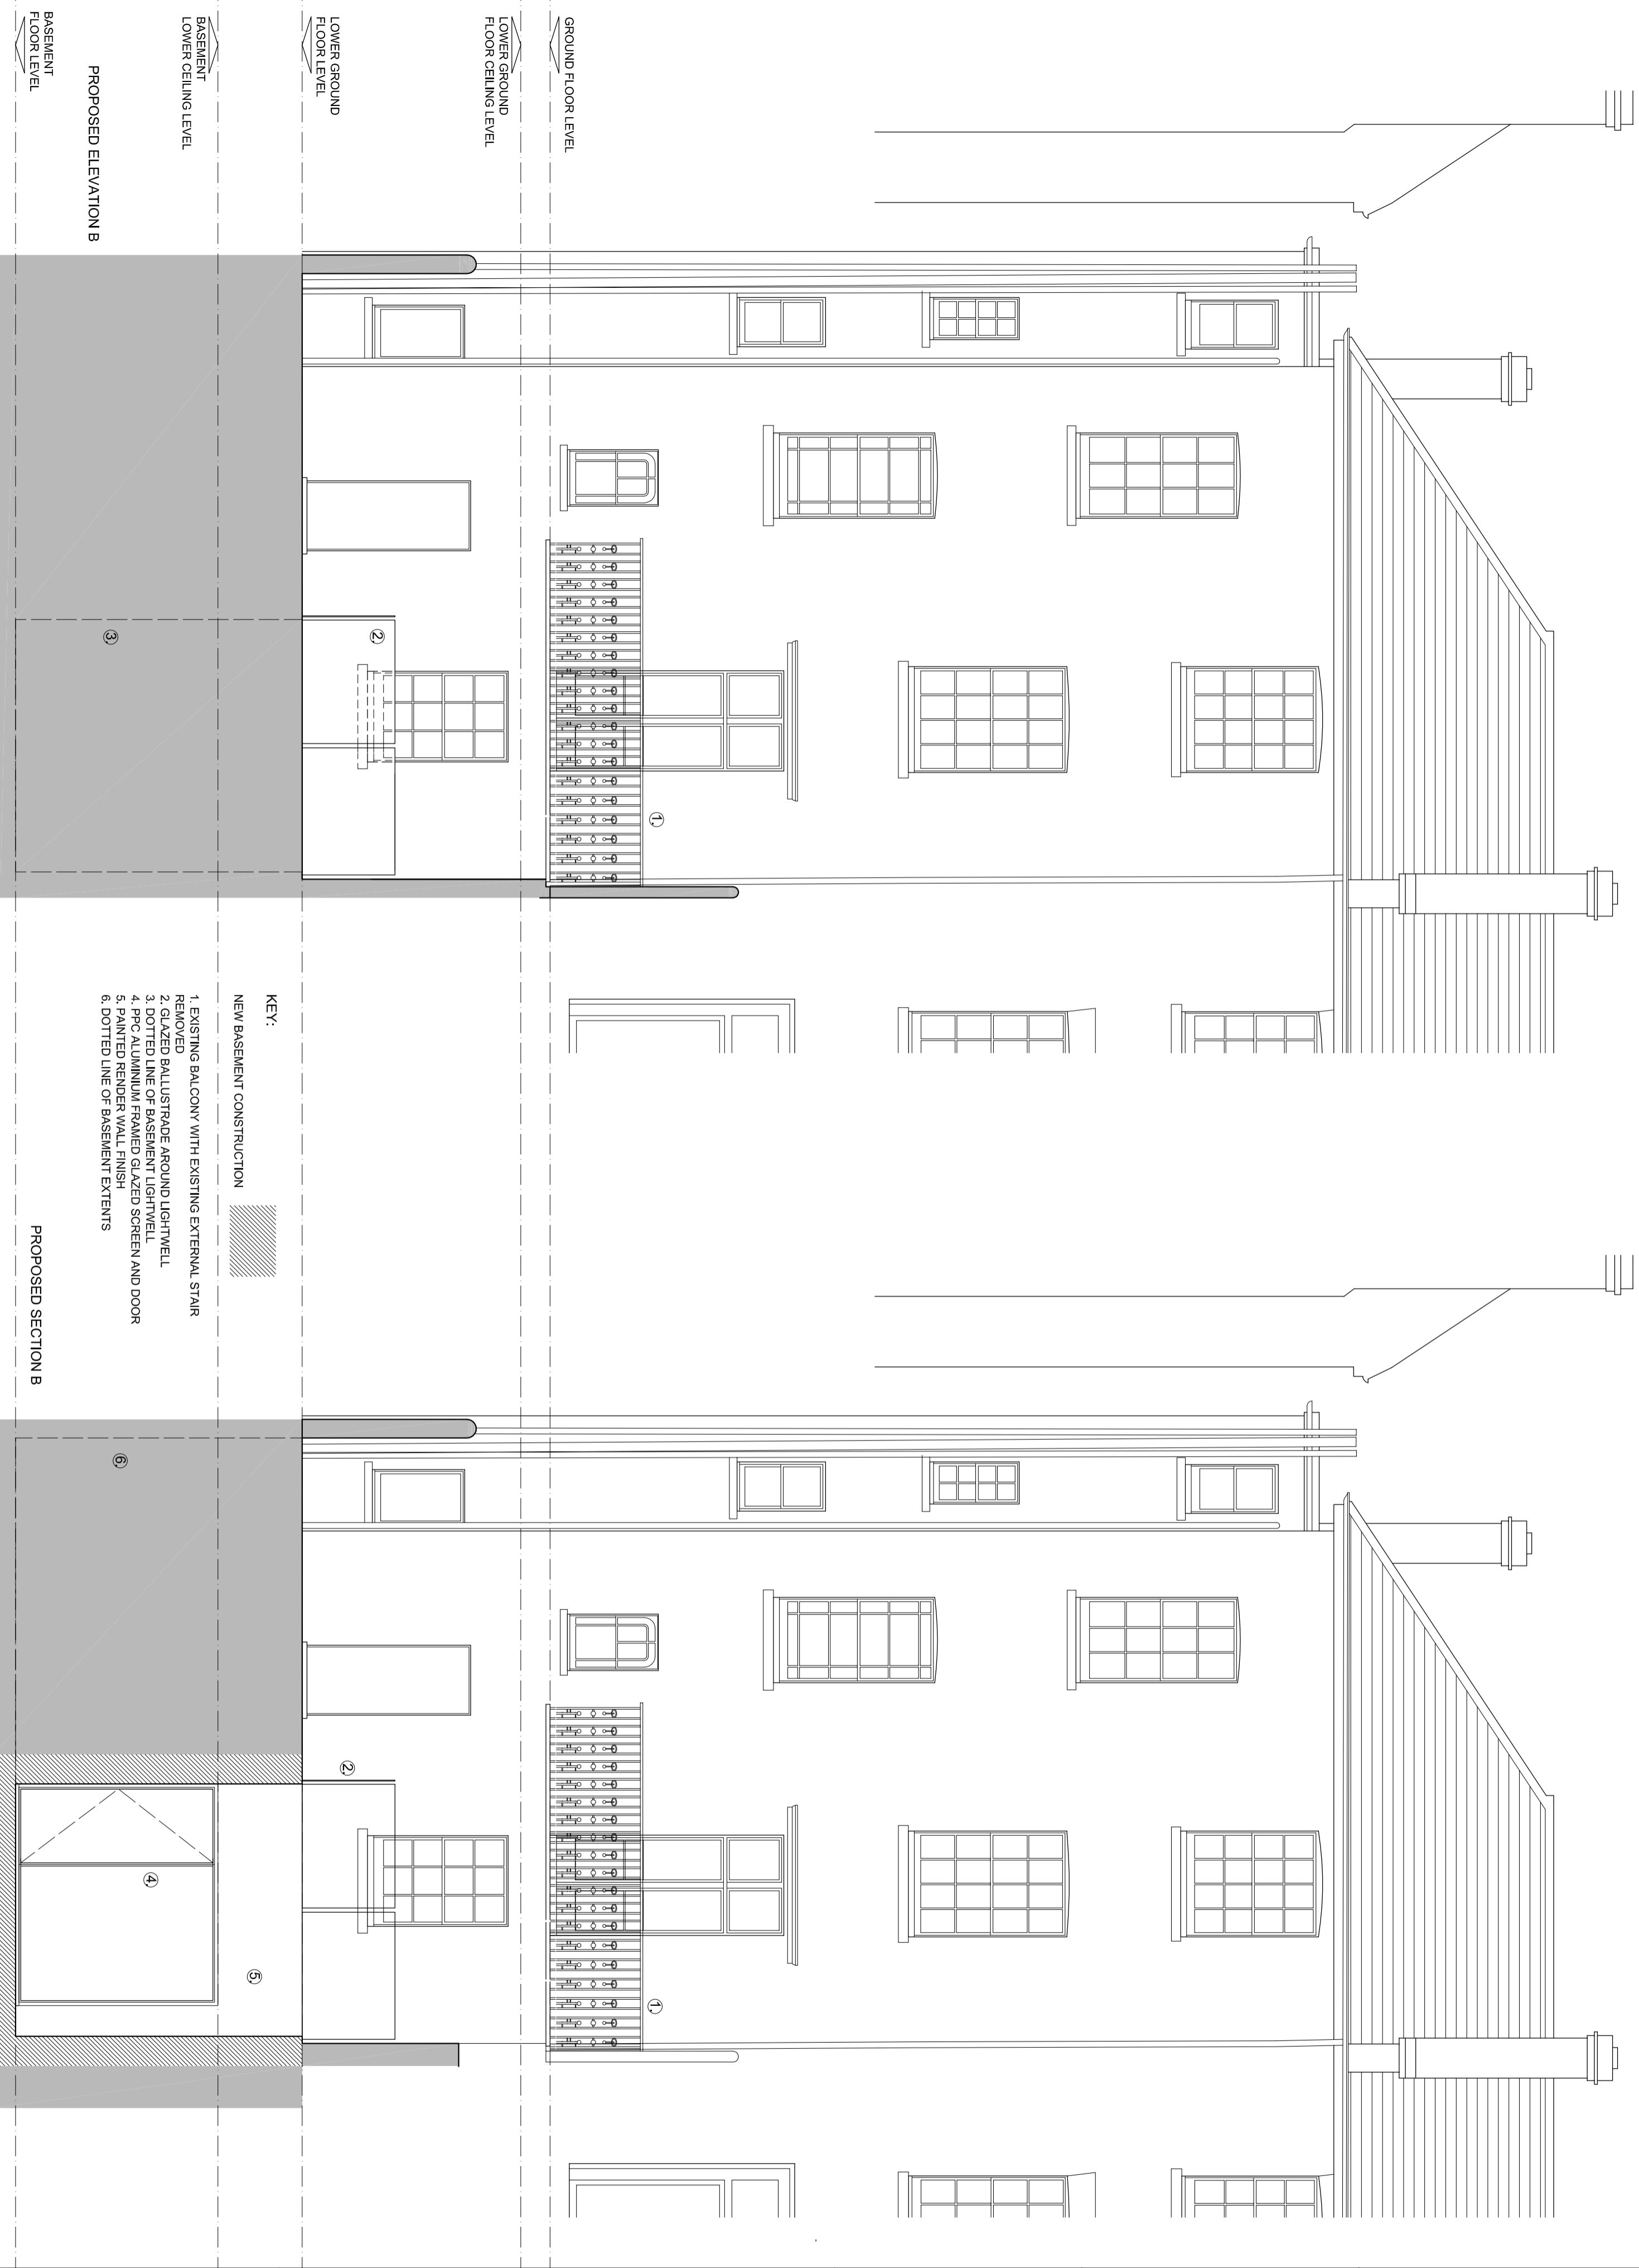 GROUND FLOOR LEVEL
LOWER GROUND
FLOOR CEILING LEVEL
LOWER GROUND
FLOOR LEVEL
BASEMENT
LOWER CEILING LEVEL
BASEMENT
FLOOR LEVEL
PROPOSED ELEVATION B
1.
2.
3.
KEY:
NEW BASEMENT CONSTRUCTION
1. EXISTING BALCONY WITH EXISTING EXTERNAL STAIR
REMOVED
2. GLAZED BALLUSTRADE AROUND LIGHTWELL
3. DOTTED LINE OF BASEMENT LIGHTWELL
4. PPC ALUMINIUM FRAMED GLAZED SCREEN AND DOOR
5. PAINTED RENDER WALL FINISH
6. DOTTED LINE OF BASEMENT EXTENTS
PROPOSED SECTION B
1.
2.
5.
6.
4.